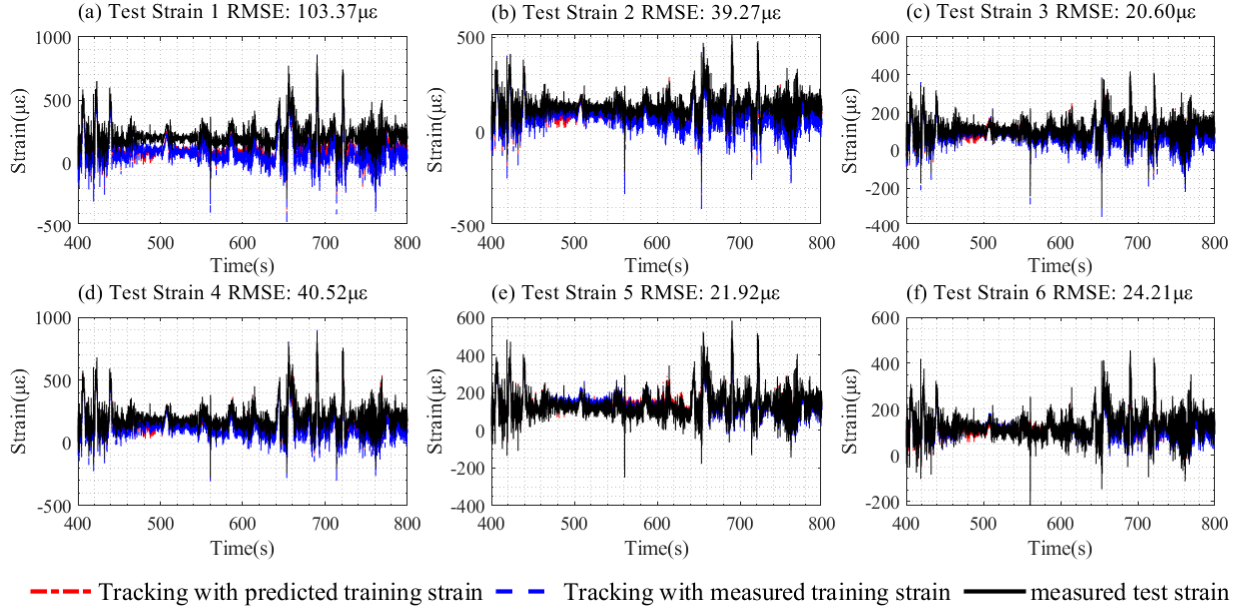 (a) Test Strain 1 RMSE: 103.37με
(b) Test Strain 2 RMSE: 39.27με
(c) Test Strain 3 RMSE: 20.60με
1000
500
0
-500
Strain(με)
400 500 600 700 800
Time(s)
500
0
-500
Strain(με)
400 500 600 700 800
Time(s)
600
400
200
0
-200
-400
Strain(με)
400 500 600 700 800
Time(s)
(d) Test Strain 4 RMSE: 40.52με
(e) Test Strain 5 RMSE: 21.92με
(f) Test Strain 6 RMSE: 24.21με
1000
500
0
-500
Strain(με)
400 500 600 700 800
Time(s)
600
400
200
0
-200
-400
Strain(με)
400 500 600 700 800
Time(s)
600
400
200
0
-200
Strain(με)
400 500 600 700 800
Time(s)
Tracking with predicted training strain
Tracking with measured training strain
measured test strain